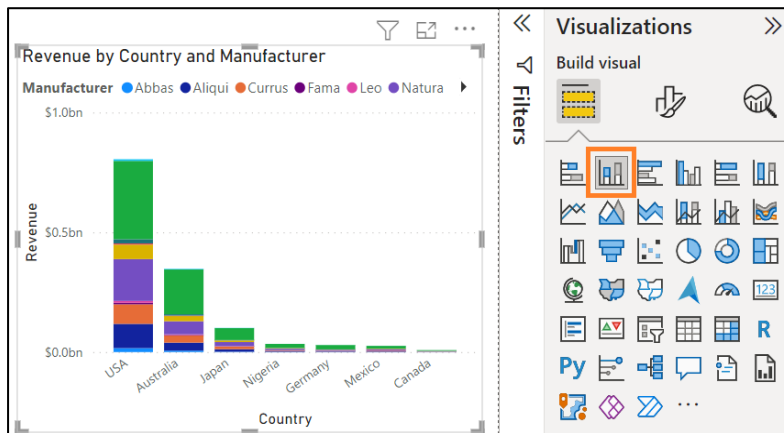 Revenue by Country and Manufacturer
Manufacturer Abbas Aliqui Currus Fama Leo Natura
$1.0bn
$0.5bn
$0.0bn
Revenue
USA
Australia
Japan
Nigeria
Germany
Mexico
Canada
Country
Filters
Visualizations
Build visual
123
R
Py